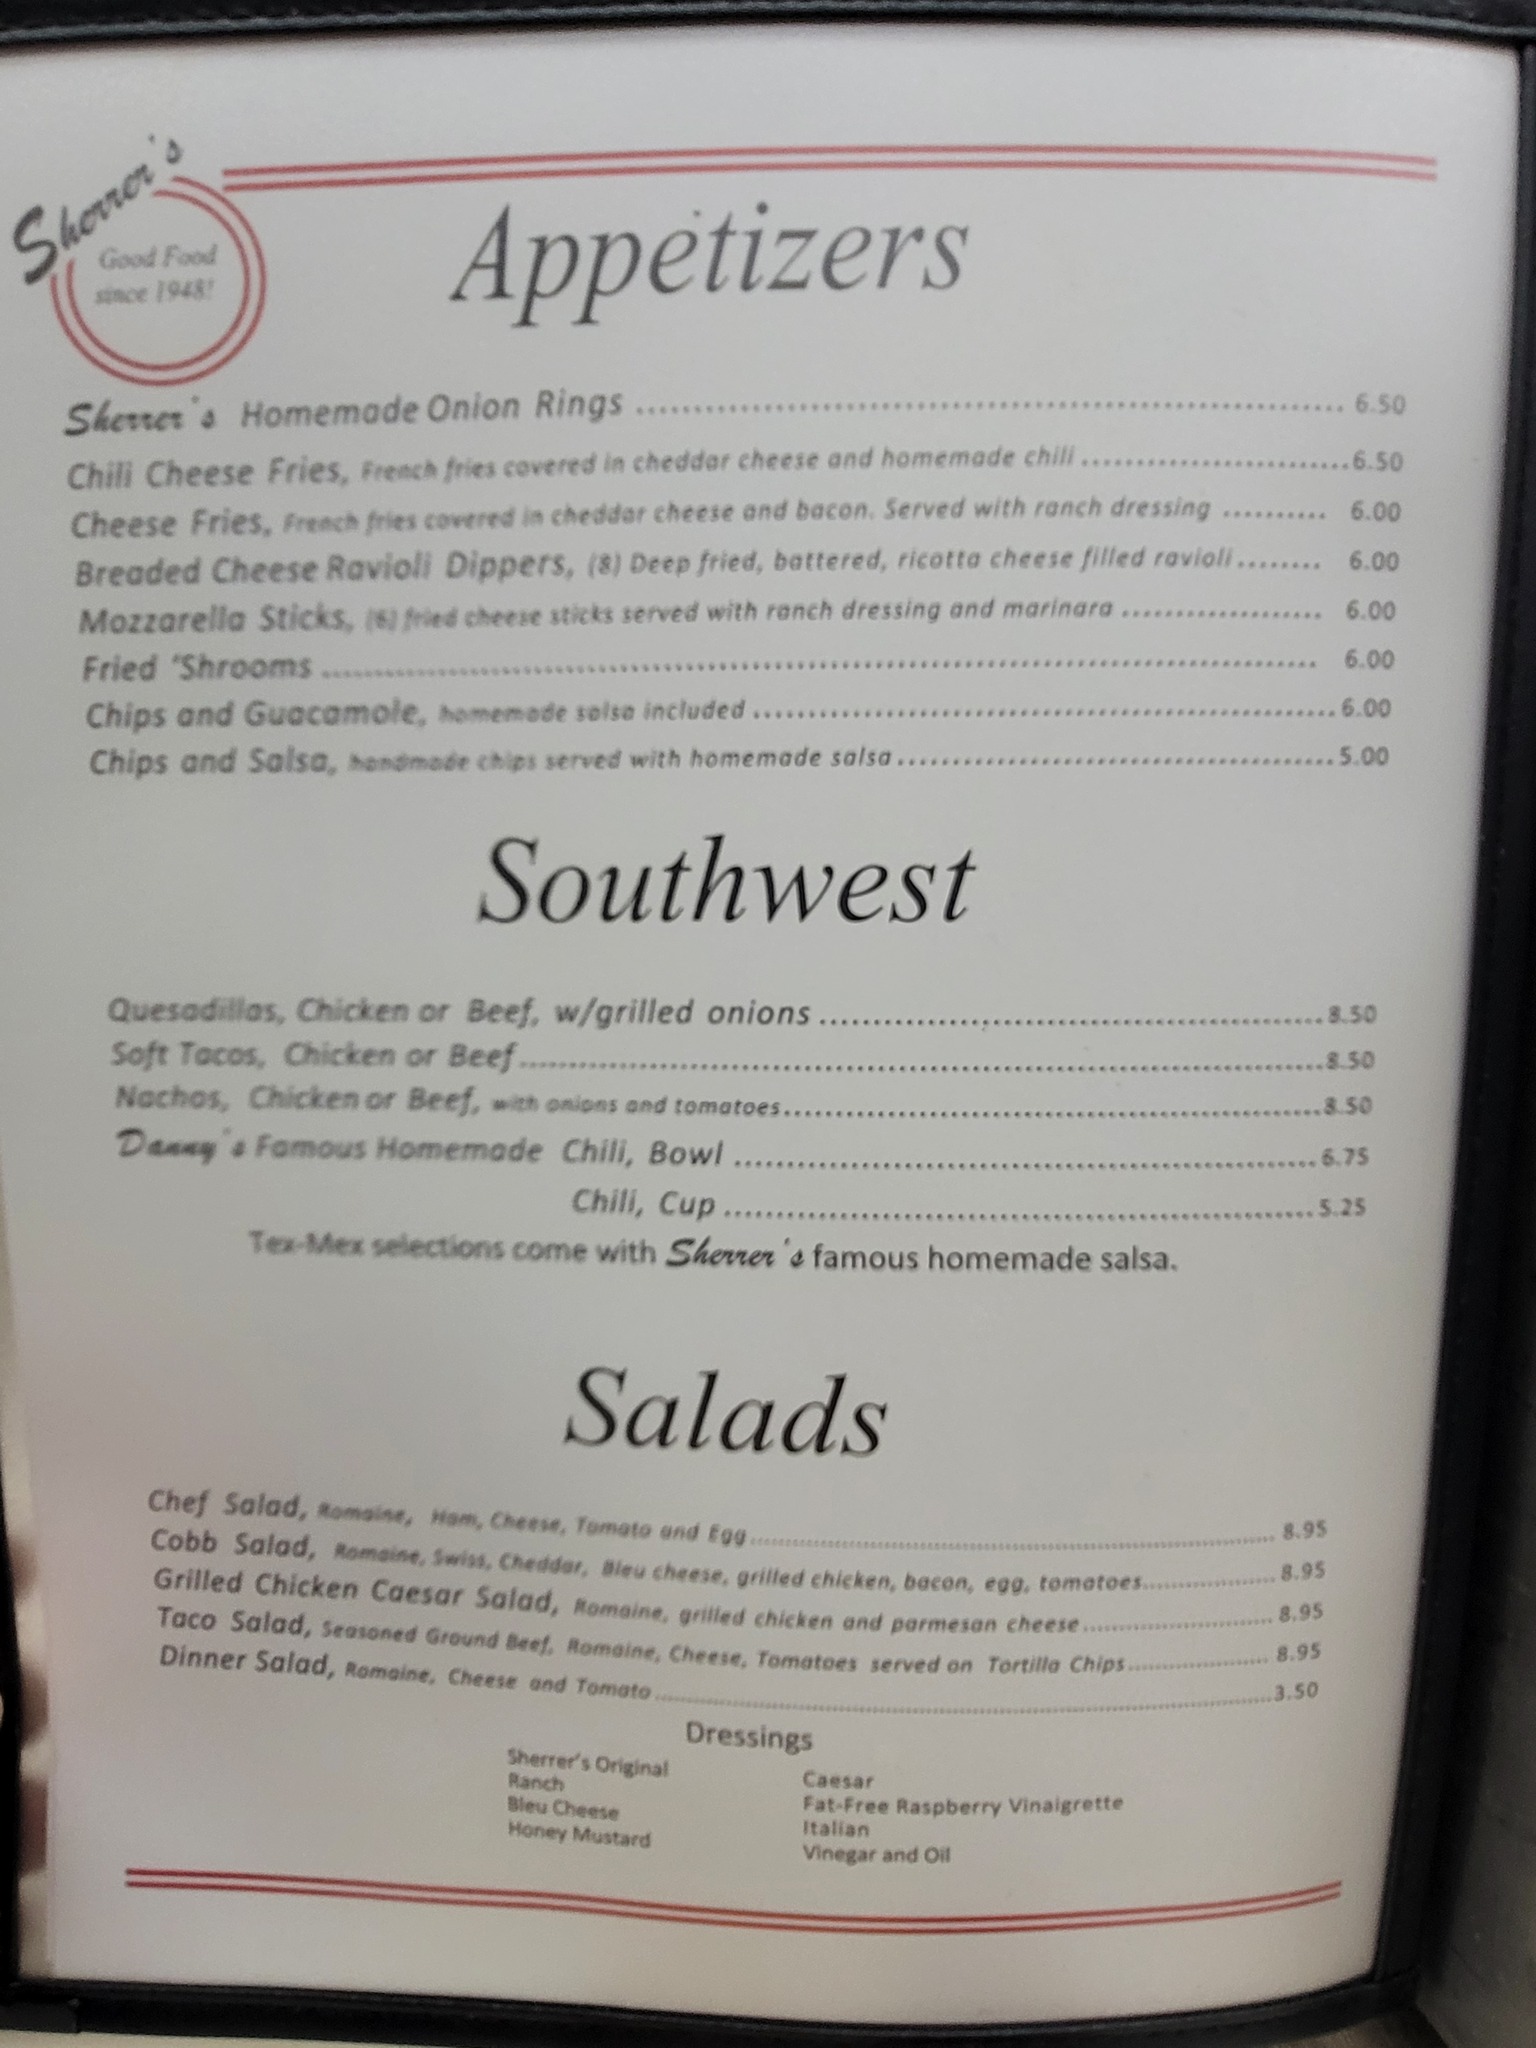 Sherrer's
Good Food
since 1948!
Appetizers
Sherrer's Homemade Onion Rings ........ 6.50
Chili Cheese Fries, French fries covered in cheddar cheese and homemade chili ........ 6.50
Cheese Fries, French fries covered in cheddar cheese and bacon. Served with ranch dressing ........ 6.00
Breaded Cheese Ravioli Dippers, (8) Deep fried, battered, ricotta cheese filled ravioli ........ 6.00
Mozzarella Sticks, (6) fried cheese sticks served with ranch dressing and marinara ........ 6.00
Fried 'Shrooms ........ 6.00
Chips and Guacamole, homemade salsa included ........ 6.00
Chips and Salsa, handmade chips served with homemade salsa ........ 5.00
Southwest
Quesadillas, Chicken or Beef, w/grilled onions ........ 8.50
Soft Tacos, Chicken or Beef ........ 8.50
Nachos, Chicken or Beef, with onions and tomatoes ........ 8.50
Danny's Famous Homemade Chili, Bowl ........ 6.75
Chili, Cup ........ 5.25
Tex-Mex selections come with Sherrer's famous homemade salsa.
Salads
Chef Salad, Romaine, Ham, Cheese, Tomato and Egg ........ 8.95
Cobb Salad, Romaine, Swiss, Cheddar, Bleu cheese, grilled chicken, bacon, egg, tomatoes ........ 8.95
Grilled Chicken Caesar Salad, Romaine, grilled chicken and parmesan cheese ........ 8.95
Taco Salad, Seasoned Ground Beef, Romaine, Cheese, Tomatoes served on Tortilla Chips ........ 8.95
Dinner Salad, Romaine, Cheese and Tomato ........ 3.50
Dressings
Sherrer's Original
Ranch
Bleu Cheese
Honey Mustard
Caesar
Fat-Free Raspberry Vinaigrette
Italian
Vinegar and Oil